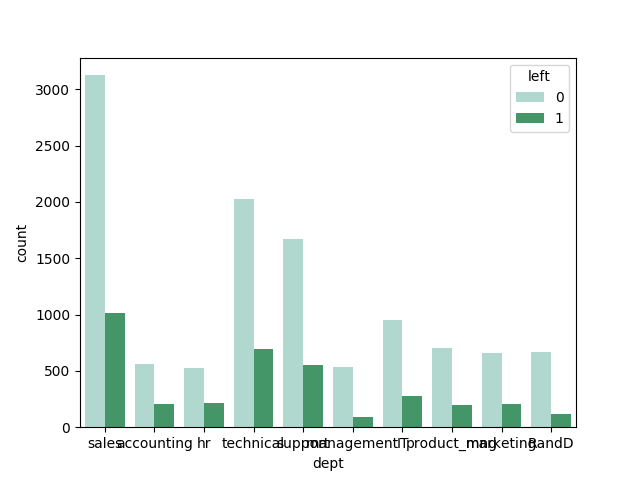 left
0
1
3000
2500
2000
1500
1000
500
0
count
sales accounting hr technical support management IT product_mng marketing RandD
dept